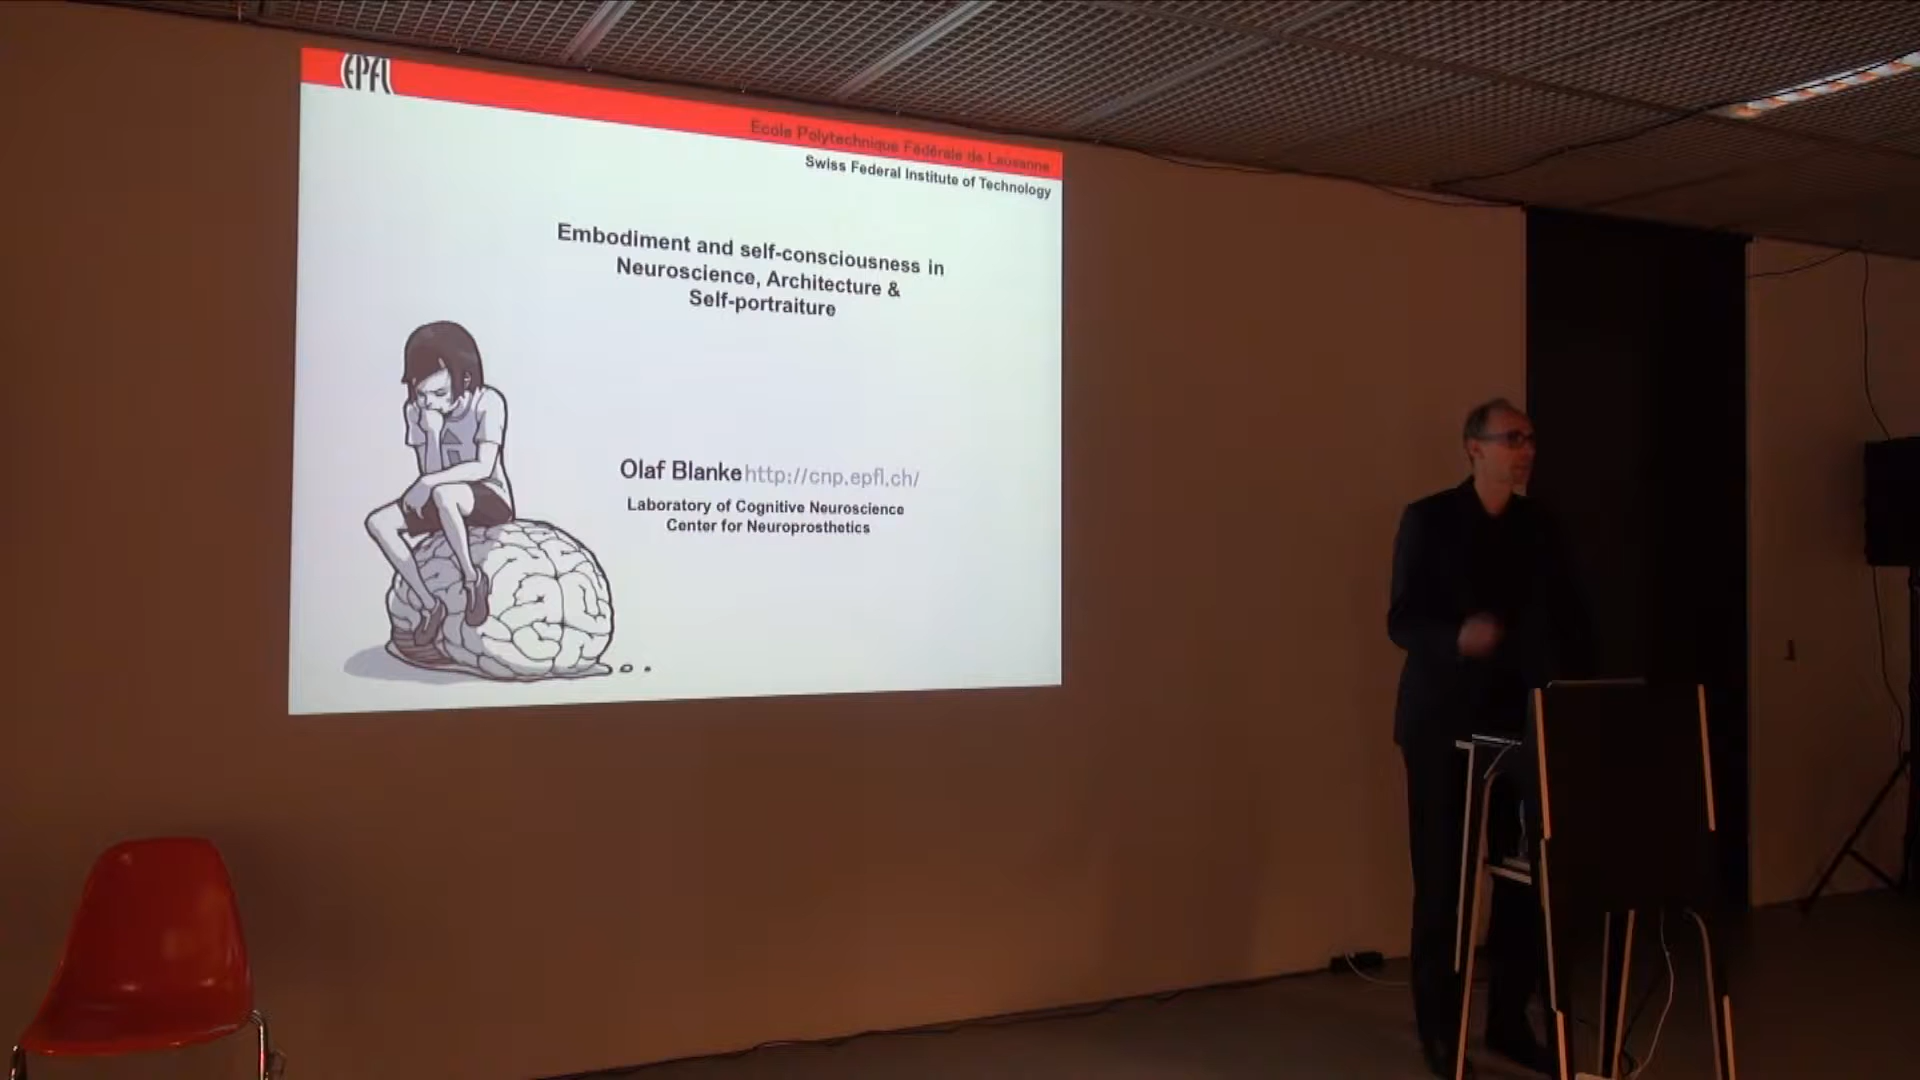 EPFL
Ecole Polytechnique Fédérale de Lausanne
Swiss Federal Institute of Technology
Embodiment and self-consciousness in
Neuroscience, Architecture &
Self-portraiture
Olaf Blanke http://cnp.epfl.ch/
Laboratory of Cognitive Neuroscience
Center for Neuroprosthetics